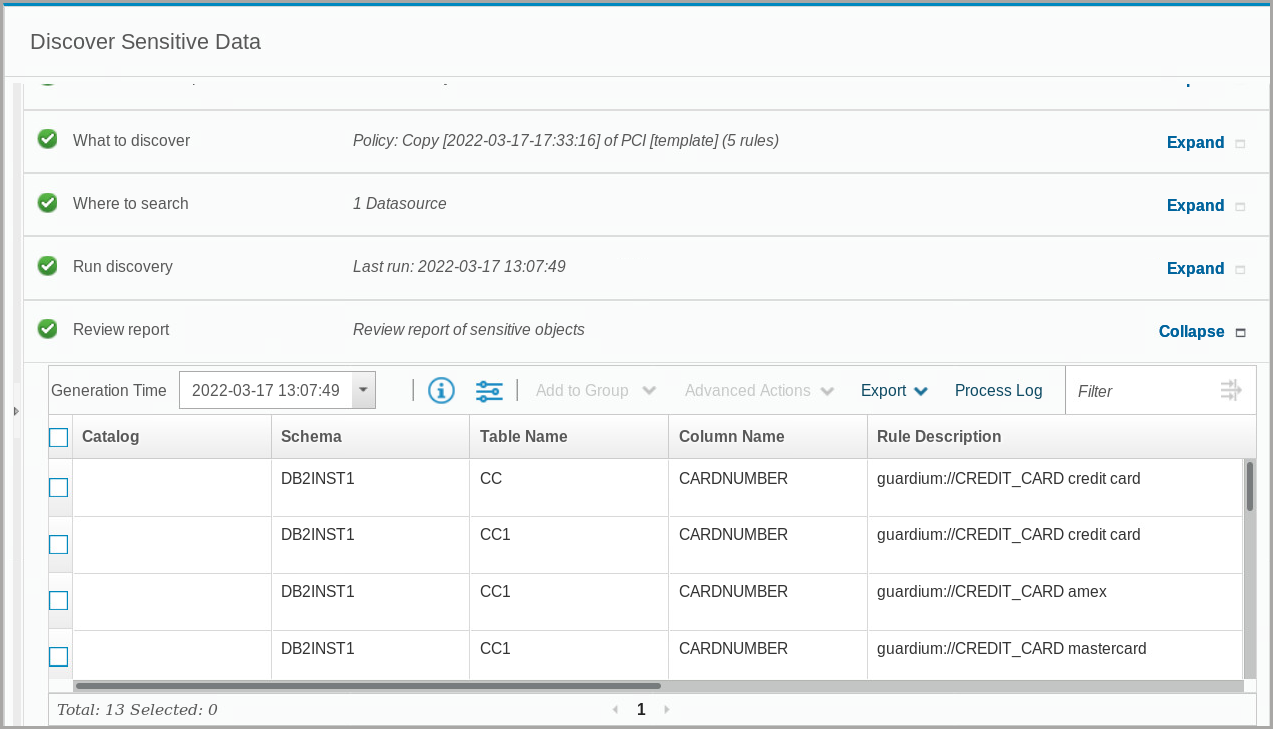 Discover Sensitive Data
What to discover Policy: Copy [2022-03-17-17:33:16] of PCI [template] (5 rules) Expand
Where to search 1 Datasource Expand
Run discovery Last run: 2022-03-17 13:07:49 Expand
Review report Review report of sensitive objects Collapse
Generation Time 2022-03-17 13:07:49 Add to Group Advanced Actions Export Process Log Filter
Catalog Schema Table Name Column Name Rule Description
DB2INST1 CC CARDNUMBER guardium://CREDIT_CARD credit card
DB2INST1 CC1 CARDNUMBER guardium://CREDIT_CARD credit card
DB2INST1 CC1 CARDNUMBER guardium://CREDIT_CARD amex
DB2INST1 CC1 CARDNUMBER guardium://CREDIT_CARD mastercard
Total: 13 Selected: 0 1